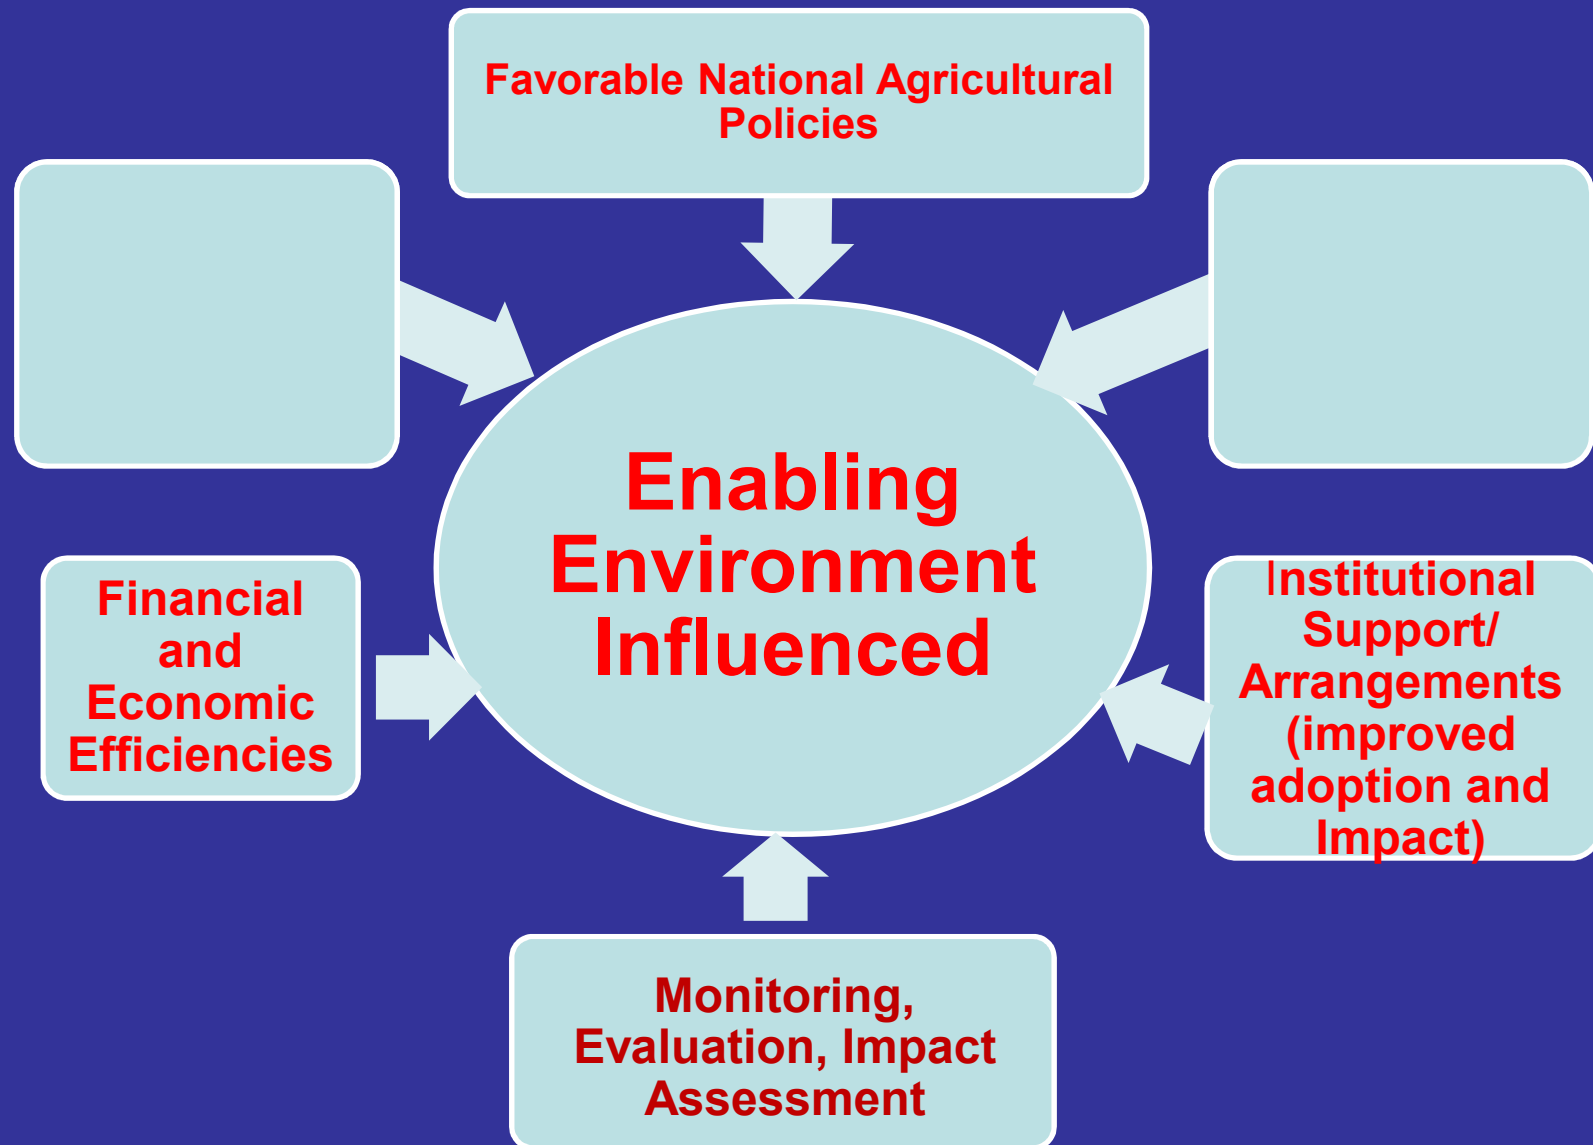 Favorable National Agricultural
Policies
Enabling
Environment
Influenced
Financial
and
Economic
Efficiencies
Institutional
Support/
Arrangements
(improved
adoption and
Impact)
Monitoring,
Evaluation, Impact
Assessment